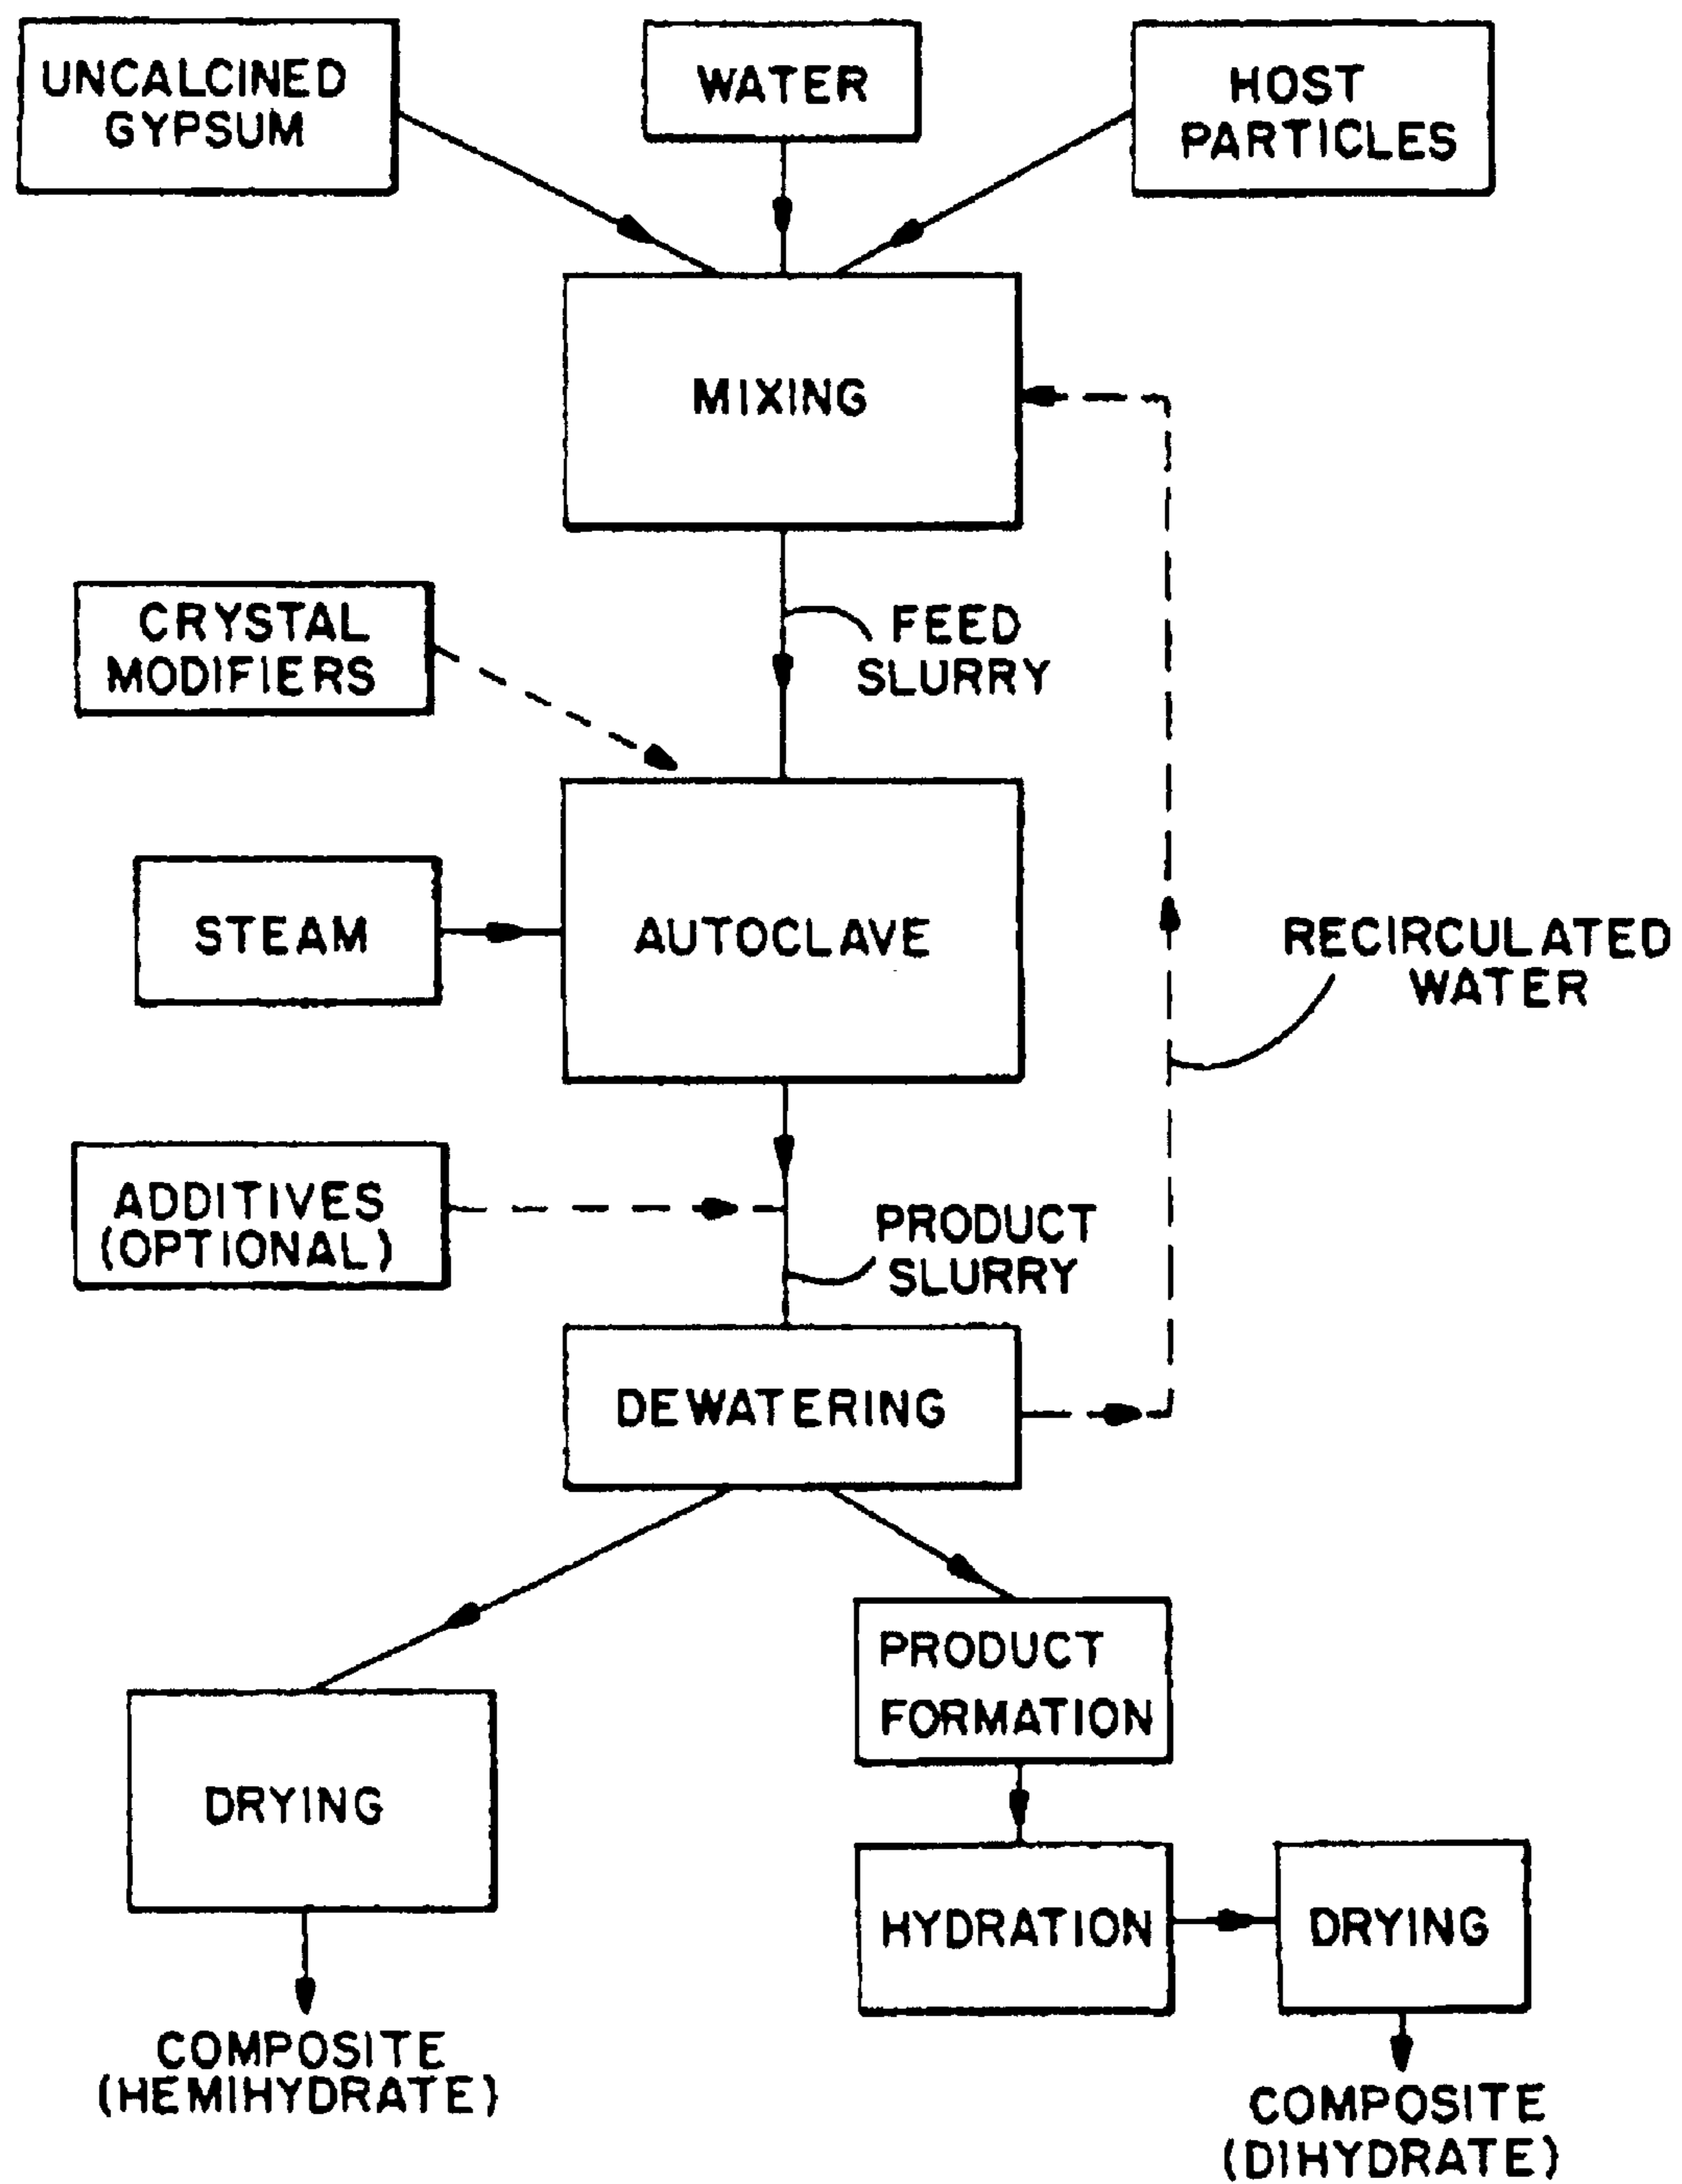 UNCALCINED
GYPSUM
WATER
HOST
PARTICLES
MIXING
CRYSTAL
MODIFIERS
FEED
SLURRY
STEAM
AUTOCLAVE
RECIRCULATED
WATER
ADDITIVES
(OPTIONAL)
PRODUCT
SLURRY
DEWATERING
PRODUCT
FORMATION
DRYING
HYDRATION
DRYING
COMPOSITE
(HEMIHYDRATE)
COMPOSITE
(DIHYDRATE)